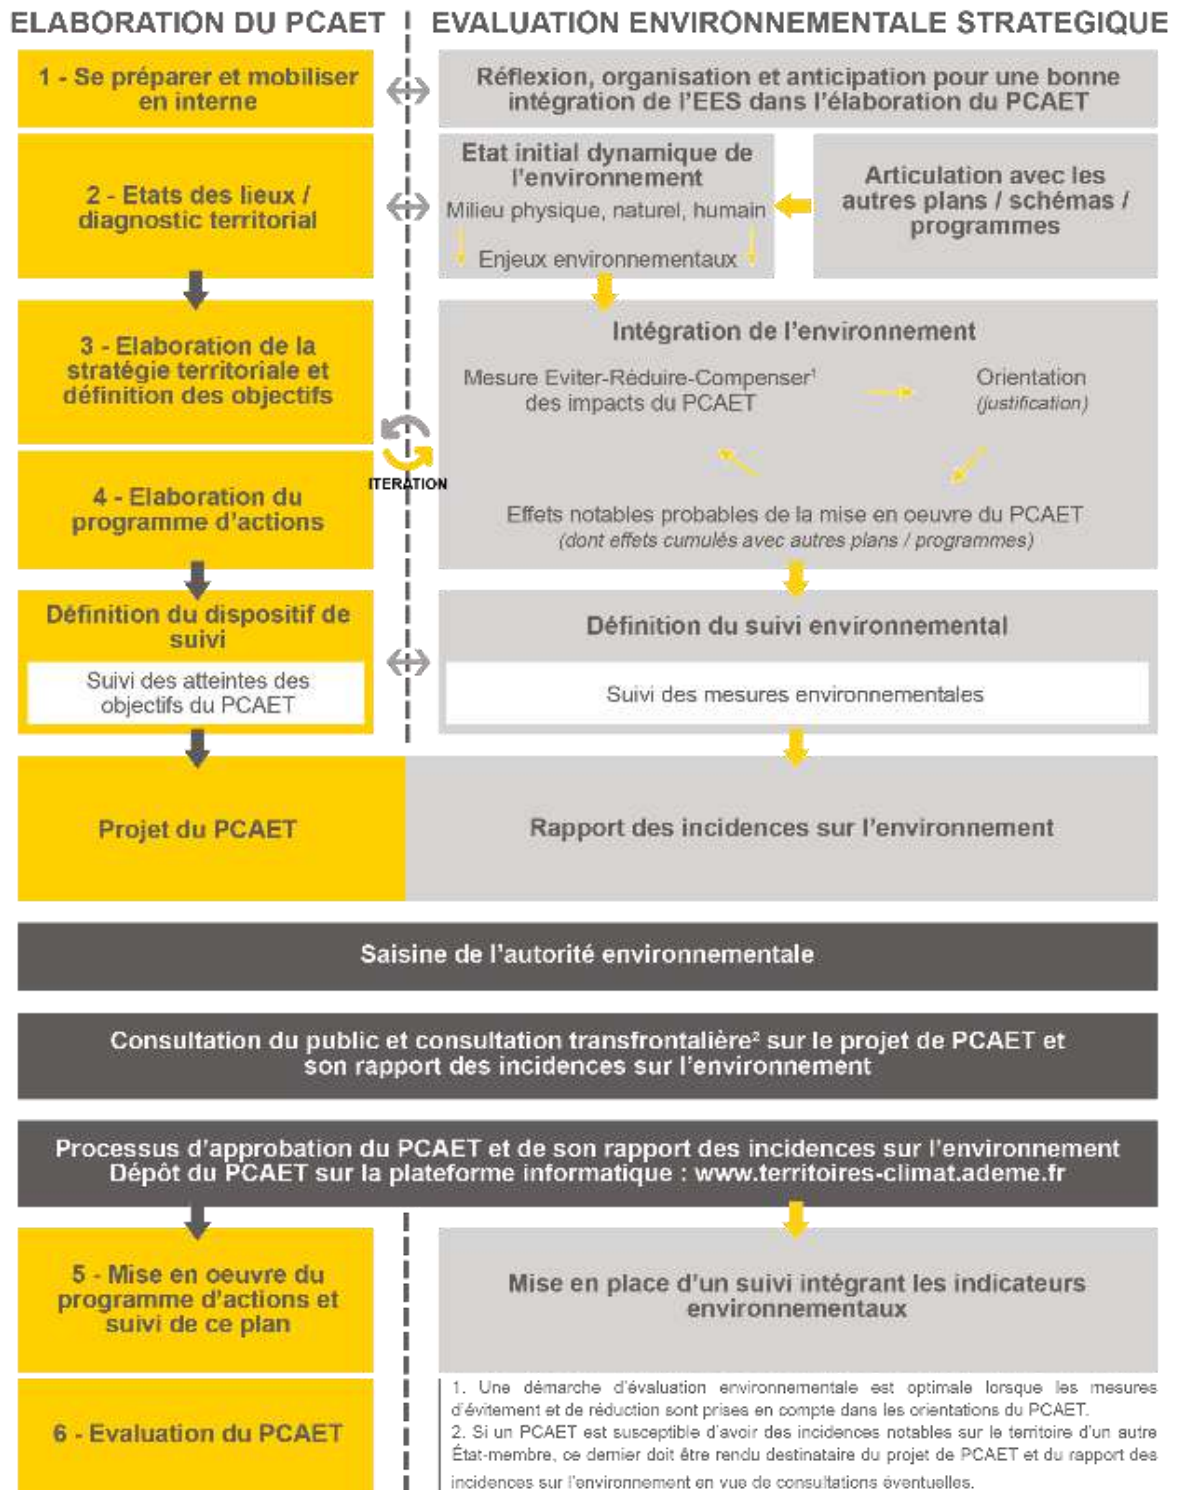 ELABORATION DU PCAET
EVALUATION ENVIRONNEMENTALE STRATEGIQUE
1 - Se préparer et mobiliser
en interne
Réflexion, organisation et anticipation pour une bonne
intégration de l'EES dans l'élaboration du PCAET
2 - Etats des lieux /
diagnostic territorial
Etat initial dynamique de
l'environnement
Milieu physique, naturel, humain
Enjeux environnementaux
Articulation avec les
autres plans / schémas /
programmes
3 - Elaboration de la
stratégie territoriale et
définition des objectifs
Intégration de l'environnement
Mesure Eviter-Réduire-Compenser¹
des impacts du PCAET
Orientation
(justification)
ITERATION
4 - Elaboration du
programme d'actions
Effets notables probables de la mise en oeuvre du PCAET
(dont effets cumulés avec autres plans / programmes)
Définition du dispositif de
suivi
Suivi des atteintes des
objectifs du PCAET
Définition du suivi environnemental
Suivi des mesures environnementales
Projet du PCAET
Rapport des incidences sur l'environnement
Saisine de l'autorité environnementale
Consultation du public et consultation transfrontalière² sur le projet de PCAET et
son rapport des incidences sur l'environnement
Processus d'approbation du PCAET et de son rapport des incidences sur l'environnement
Dépôt du PCAET sur la plateforme informatique : www.territoires-climat.ademe.fr
5 - Mise en oeuvre du
programme d'actions et
suivi de ce plan
Mise en place d'un suivi intégrant les indicateurs
environnementaux
6 - Evaluation du PCAET
1. Une démarche d'évaluation environnementale est optimale lorsque les mesures
d'évitement et de réduction sont prises en compte dans les orientations du PCAET.
2. Si un PCAET est susceptible d'avoir des incidences notables sur le territoire d'un autre
État-membre, ce dernier doit être rendu destinataire du projet de PCAET et du rapport des
incidences sur l'environnement en vue de consultations éventuelles.